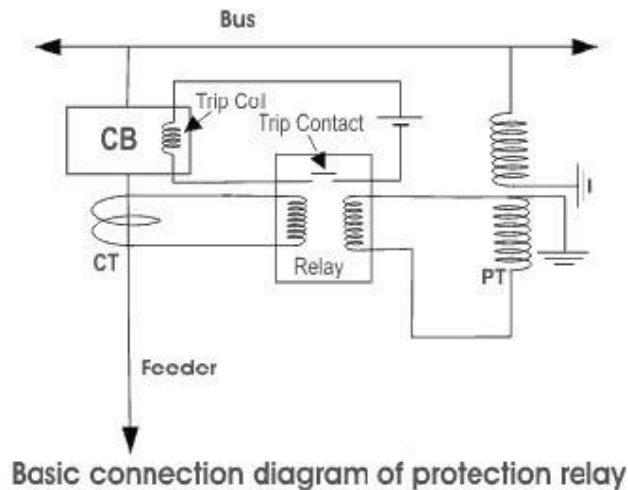 Bus
Trip Coil
Trip Contact
CB
CT
Relay
PT
Feeder
Basic connection diagram of protection relay